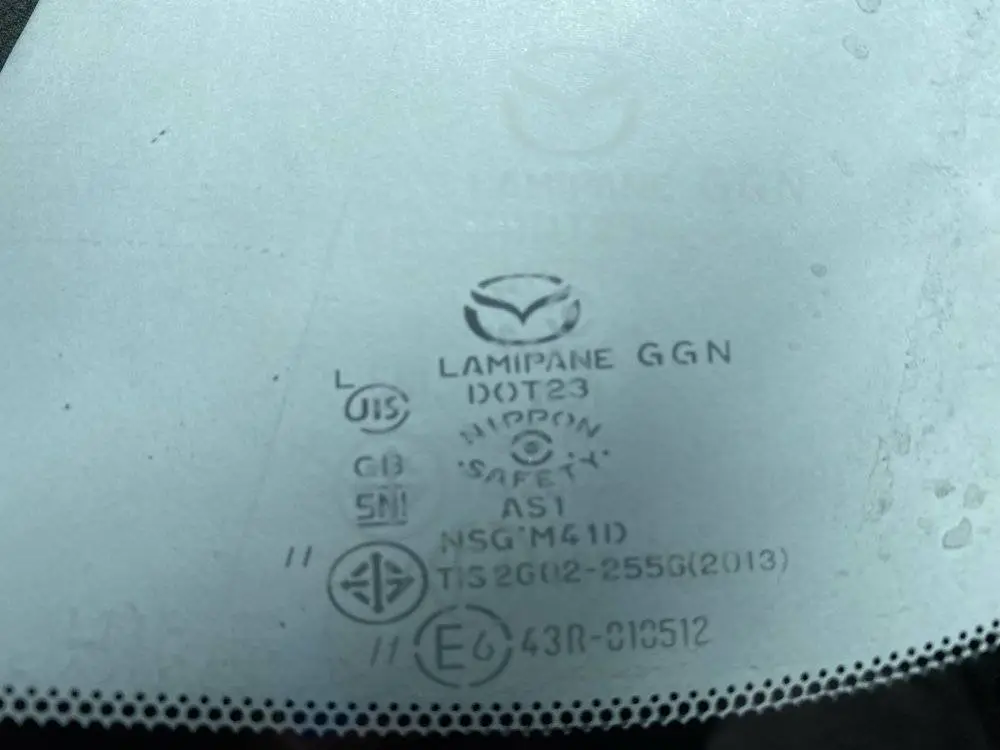 LAMIPANE GGN
DOT23
L
JIS
NIPPON
SAFETY
GB
SNI
AS1
NSG M41D
TIS 2602-2556(2013)
// E6 43R-010512